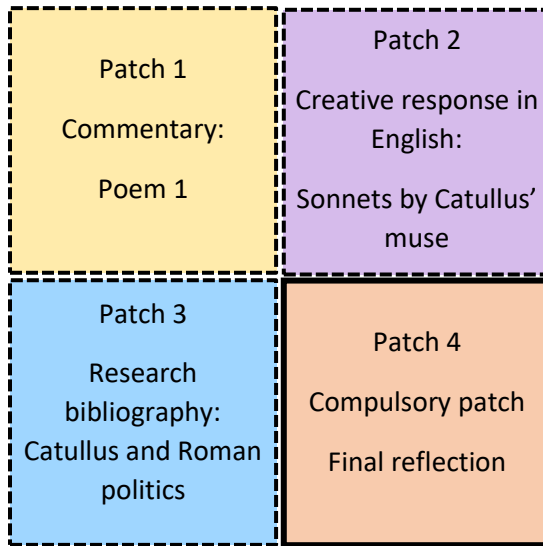 Patch 1
Commentary:
Poem 1
Patch 2
Creative response in
English:
Sonnets by Catullus’
muse
Patch 3
Research
bibliography:
Catullus and Roman
politics
Patch 4
Compulsory patch
Final reflection